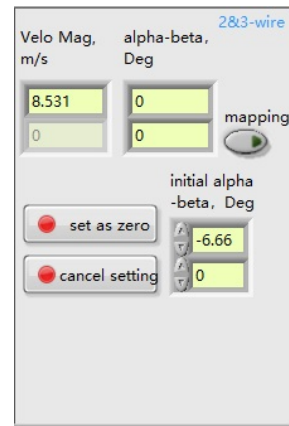 2&3-wire
Velo Mag,
m/s
alpha-beta,
Deg
8.531
0
0
0
mapping
initial alpha
-beta, Deg
set as zero
-6.66
cancel setting
0